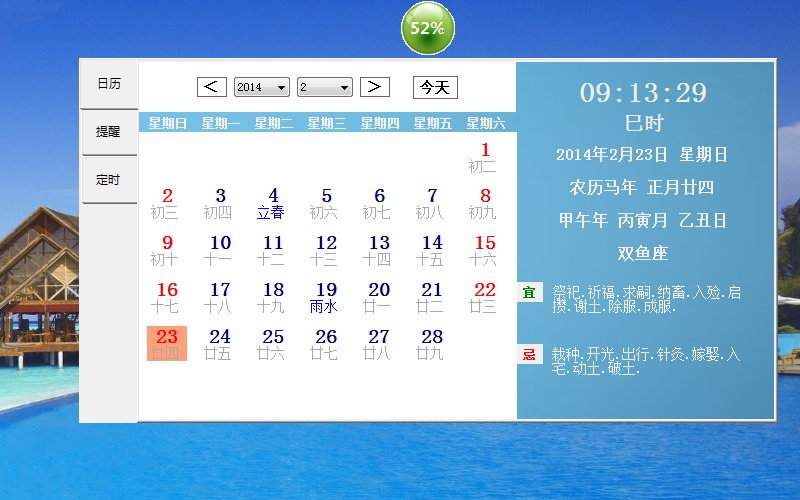 52%
日历
提醒
定时
< 2014 2 > 今天
星期日 星期一 星期二 星期三 星期四 星期五 星期六
1
初二
2 3 4 5 6 7 8
初三 初四 立春 初六 初七 初八 初九
9 10 11 12 13 14 15
初十 十一 十二 十三 十四 十五 十六
16 17 18 19 20 21 22
十七 十八 十九 雨水 廿一 廿二 廿三
23 24 25 26 27 28
廿四 廿五 廿六 廿七 廿八 廿九
09:13:29
巳时
2014年2月23日 星期日
农历马年 正月廿四
甲午年 丙寅月 乙丑日
双鱼座
宜 祭祀.祈福.求嗣.纳畜.入殓.启
攒.谢土.除服.成服.
忌 栽种.开光.出行.针灸.嫁娶.入
宅.动土.破土.